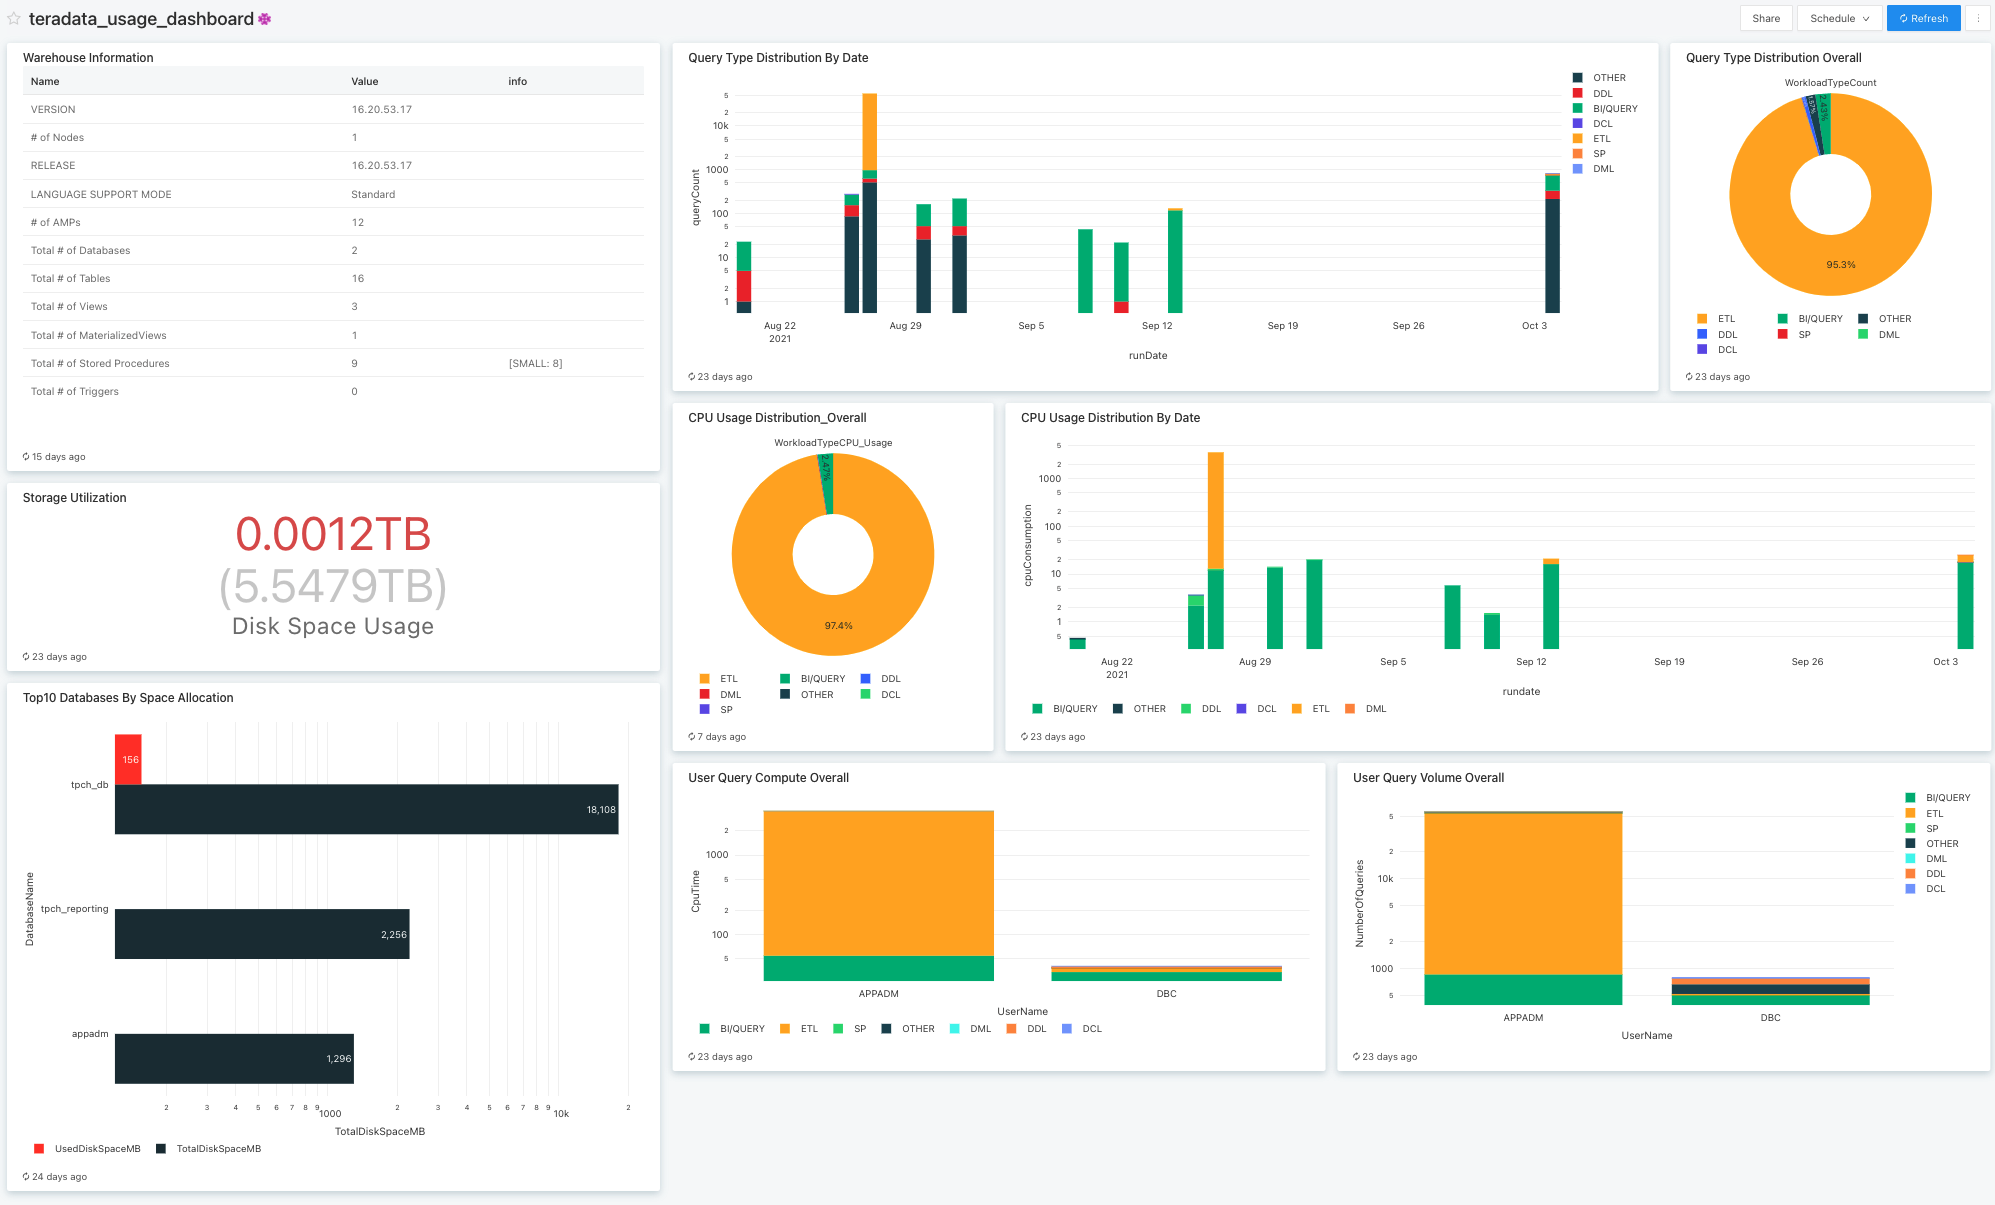 teradata_usage_dashboard
Share
Schedule
Refresh
Warehouse Information
Name Value info
VERSION 16.20.53.17
# of Nodes 1
RELEASE 16.20.53.17
LANGUAGE SUPPORT MODE Standard
# of AMPs 12
Total # of Databases 2
Total # of Tables 16
Total # of Views 3
Total # of MaterializedViews 1
Total # of Stored Procedures 9 [SMALL: 8]
Total # of Triggers 0
15 days ago
Storage Utilization
0.0012TB
(5.5479TB)
Disk Space Usage
23 days ago
Top10 Databases By Space Allocation
156
tpch_db
18,108
tpch_reporting
2,256
appadm
1,296
DatabaseName
2 3 4 5 6 7 8 9 1000 2 3 4 5 6 7 8 9 10k 2
TotalDiskSpaceMB
UsedDiskSpaceMB TotalDiskSpaceMB
24 days ago
Query Type Distribution By Date
5
2
10k
5
2
1000
5
2
100
5
2
10
5
2
1
queryCount
Aug 22 Aug 29 Sep 5 Sep 12 Sep 19 Sep 26 Oct 3
2021
runDate
OTHER
DDL
BI/QUERY
DCL
ETL
SP
DML
23 days ago
Query Type Distribution Overall
WorkloadTypeCount
1.67% 2.43%
95.3%
ETL BI/QUERY OTHER
DDL SP DML
DCL
23 days ago
CPU Usage Distribution_Overall
WorkloadTypeCPU_Usage
2.47%
97.4%
ETL BI/QUERY DDL
DML OTHER DCL
SP
7 days ago
CPU Usage Distribution By Date
5
2
1000
5
2
100
5
2
10
5
2
1
5
cpuConsumption
Aug 22 Aug 29 Sep 5 Sep 12 Sep 19 Sep 26 Oct 3
2021
rundate
BI/QUERY OTHER DDL DCL ETL DML
23 days ago
User Query Compute Overall
2
1000
5
2
100
5
CpuTime
APPADM DBC
UserName
BI/QUERY ETL SP OTHER DML DDL DCL
23 days ago
User Query Volume Overall
5
2
10k
5
2
1000
5
NumberOfQueries
APPADM DBC
UserName
BI/QUERY
ETL
SP
OTHER
DML
DDL
DCL
23 days ago